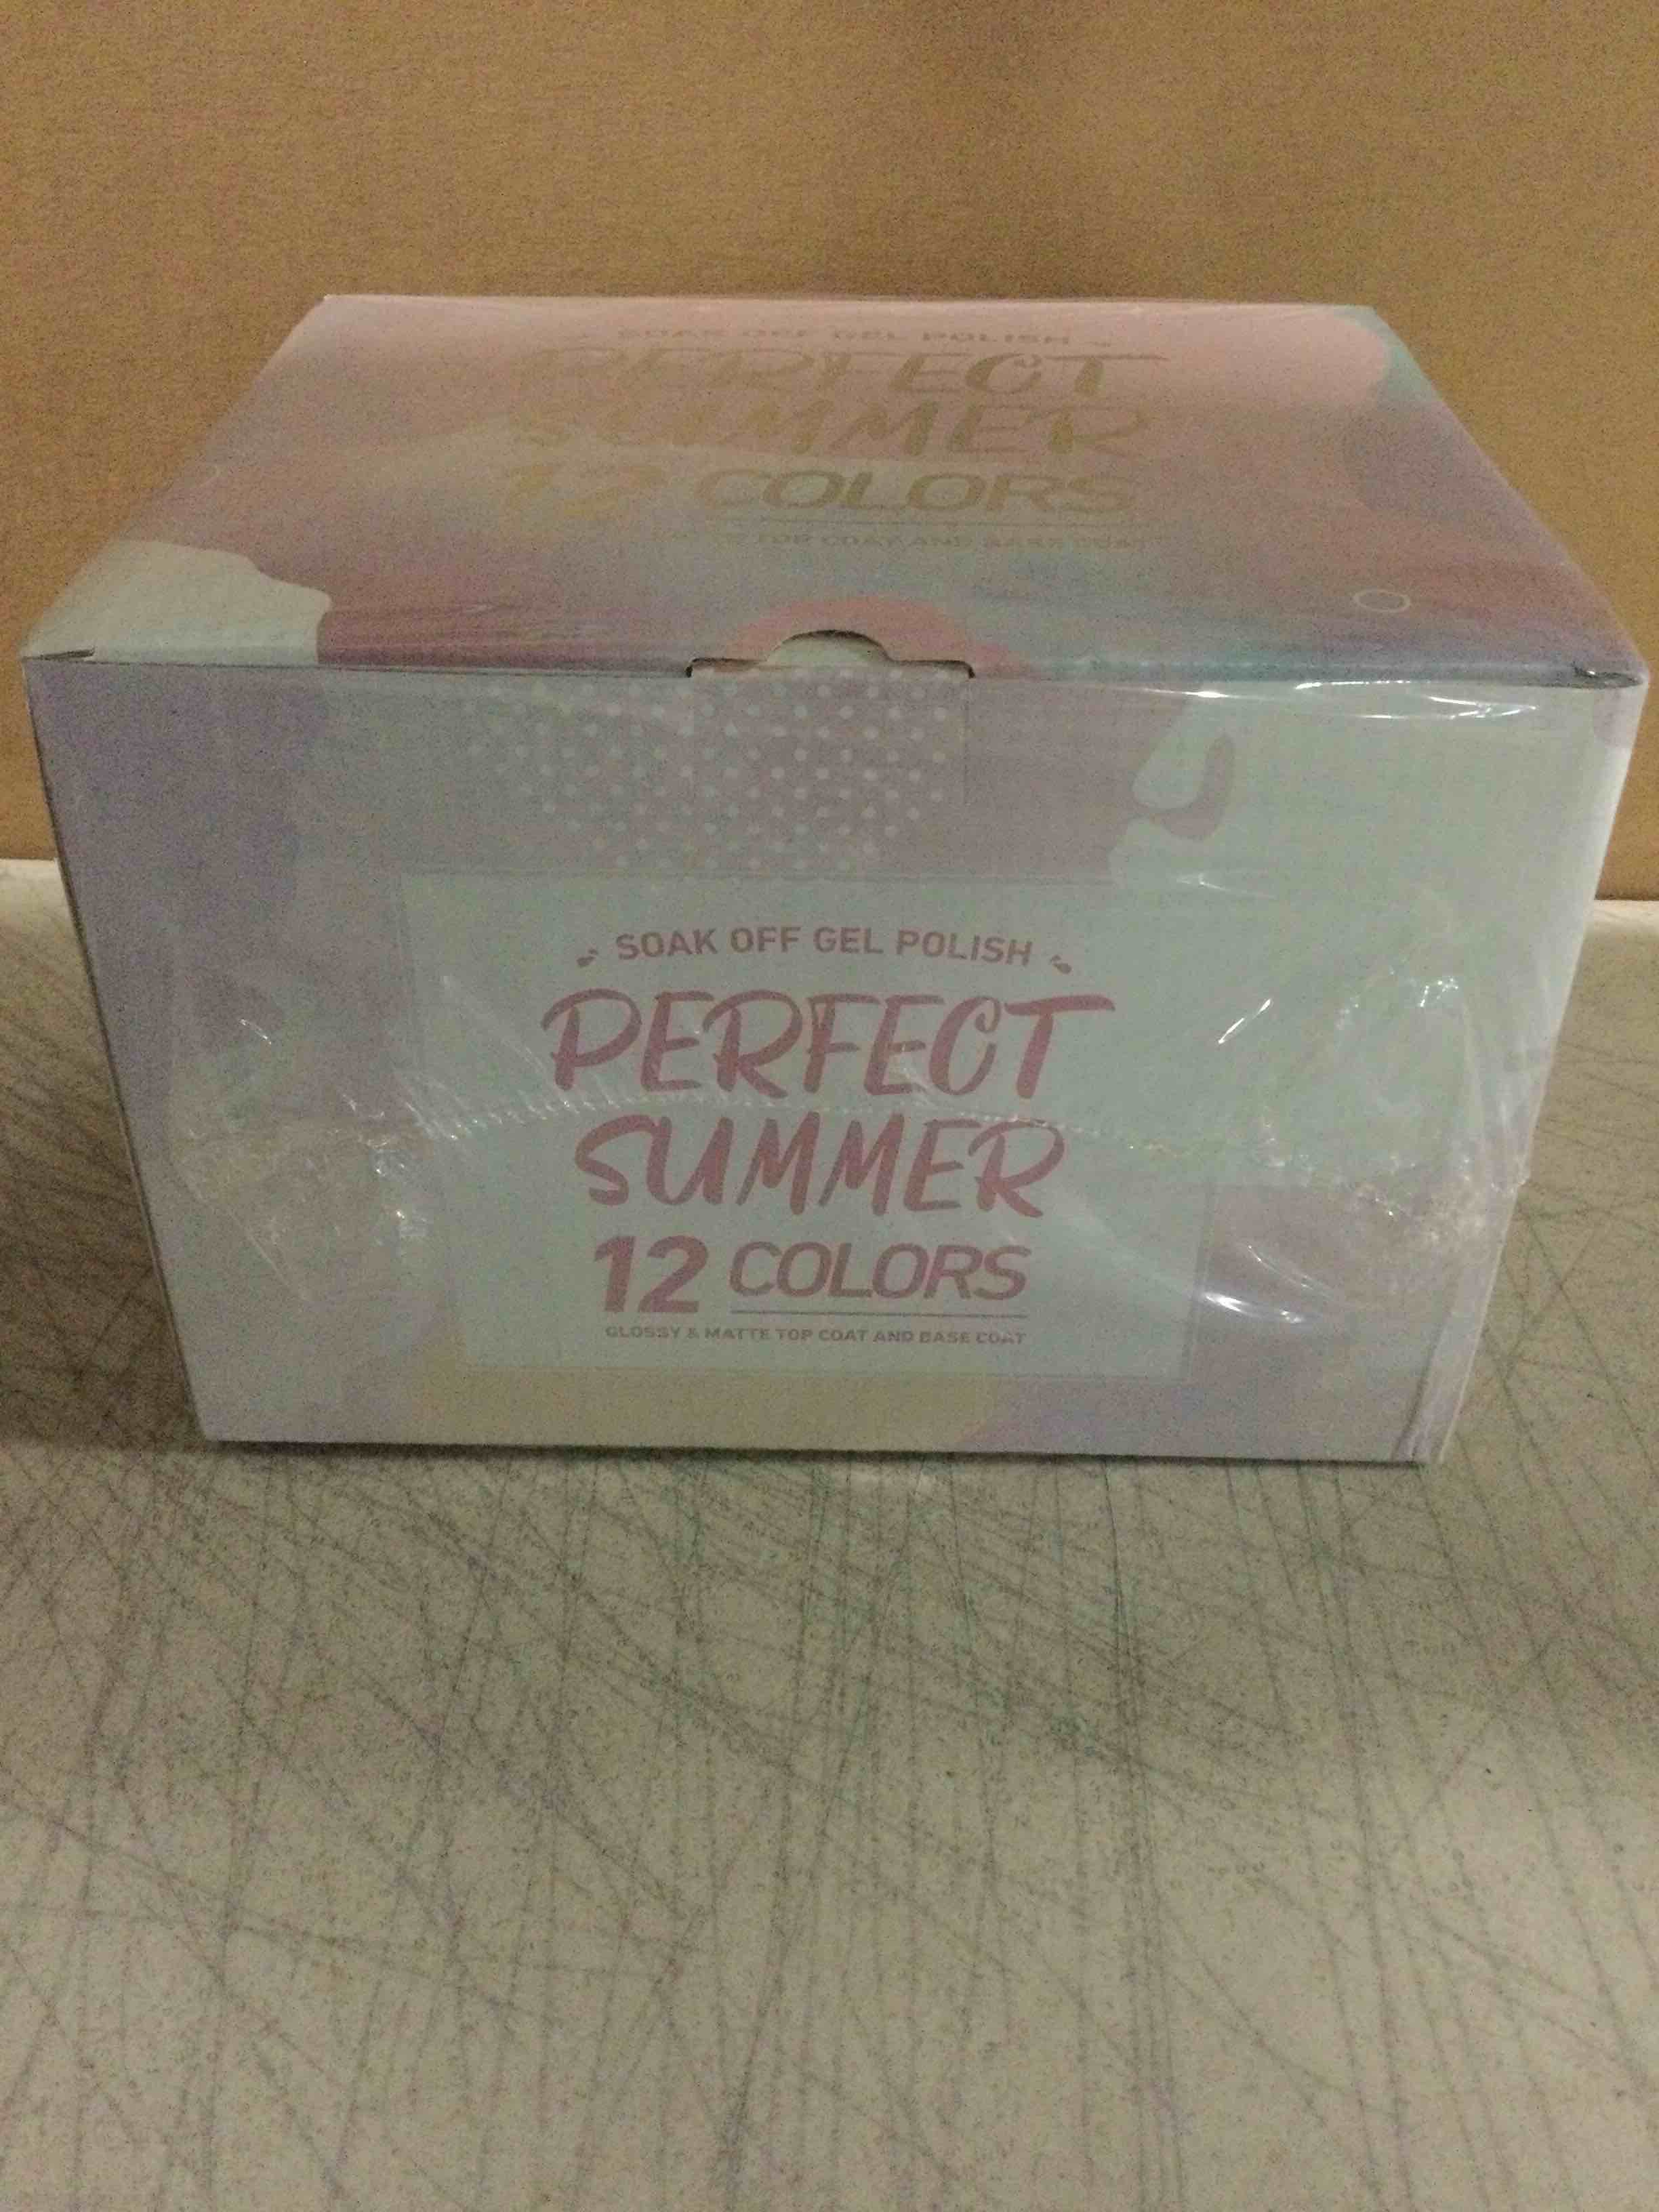 SOAK OFF GEL POLISH
PERFECT
SUMMER
12 COLORS
TOP COAT AND BASE COAT
SOAK OFF GEL POLISH
PERFECT
SUMMER
12 COLORS
GLOSSY & MATTE TOP COAT AND BASE COAT